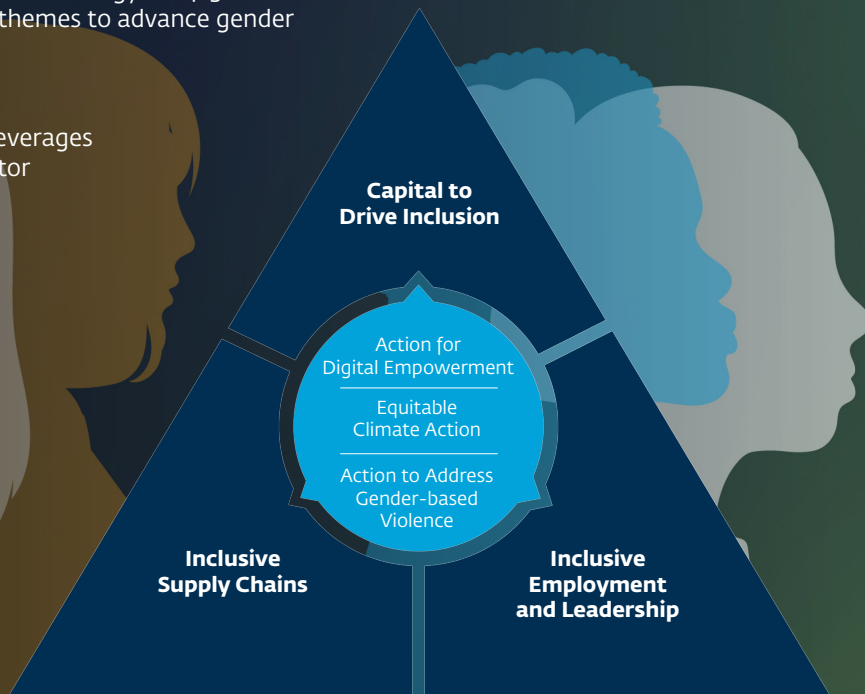 themes to advance gender
everages
tor
Capital to
Drive Inclusion
Action for
Digital Empowerment
Equitable
Climate Action
Action to Address
Gender-based
Violence
Inclusive
Supply Chains
Inclusive
Employment
and Leadership